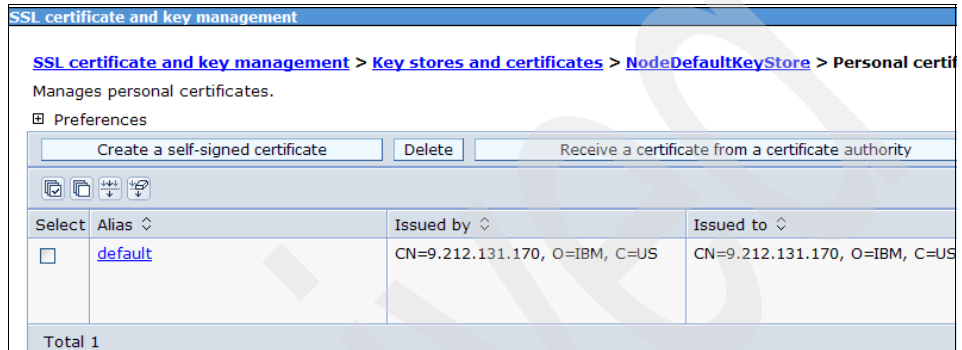 SSL certificate and key management
SSL certificate and key management > Key stores and certificates > NodeDefaultKeyStore > Personal certif
Manages personal certificates.
Preferences
Create a self-signed certificate Delete Receive a certificate from a certificate authority
Select Alias Issued by Issued to
default CN=9.212.131.170, O=IBM, C=US CN=9.212.131.170, O=IBM, C=US
Total 1